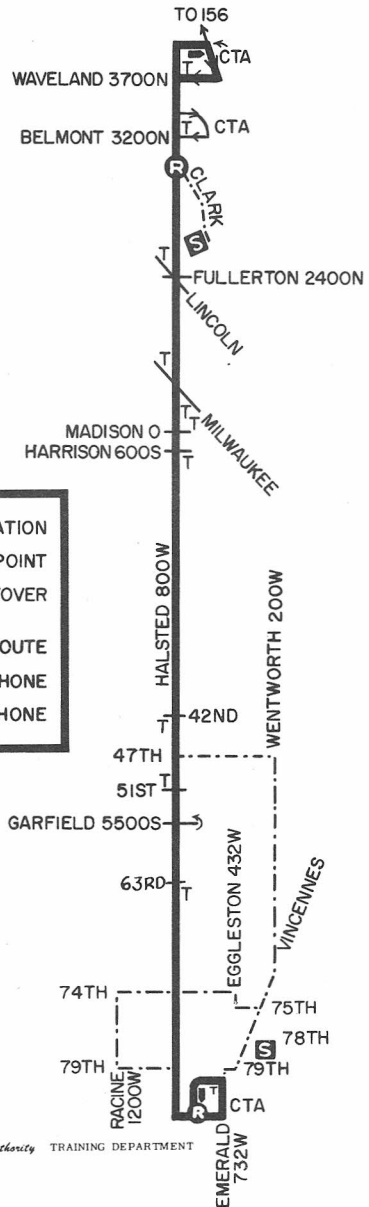 TO 156
CTA
T
WAVELAND 3700N
T
CTA
BELMONT 3200N
R
CLARK
S
T
FULLERTON 2400N
LINCOLN
T
T
T
MILWAUKEE
MADISON 0
HARRISON 600S
T
ATION
POINT
OVER
OUTE
HONE
HONE
HALSTED 800W
WENTWORTH 200W
42ND
T
47TH
T
51ST
GARFIELD 5500S
EGGLESTON 432W
63RD
T
VINCENNES
74TH
75TH
78TH
S
79TH
79TH
RACINE
1200W
T
CTA
R
EMERALD
732W
thority TRAINING DEPARTMENT